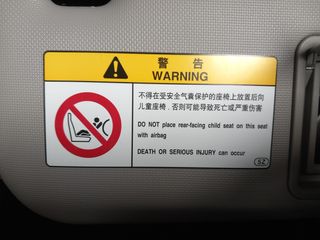 警 告
WARNING
不得在受安全气囊保护的座椅上放置后向
儿童座椅，否则可能导致死亡或严重伤害
DO NOT place rear-facing child seat on this seat
with airbag
DEATH OR SERIOUS INJURY can occur
SZ